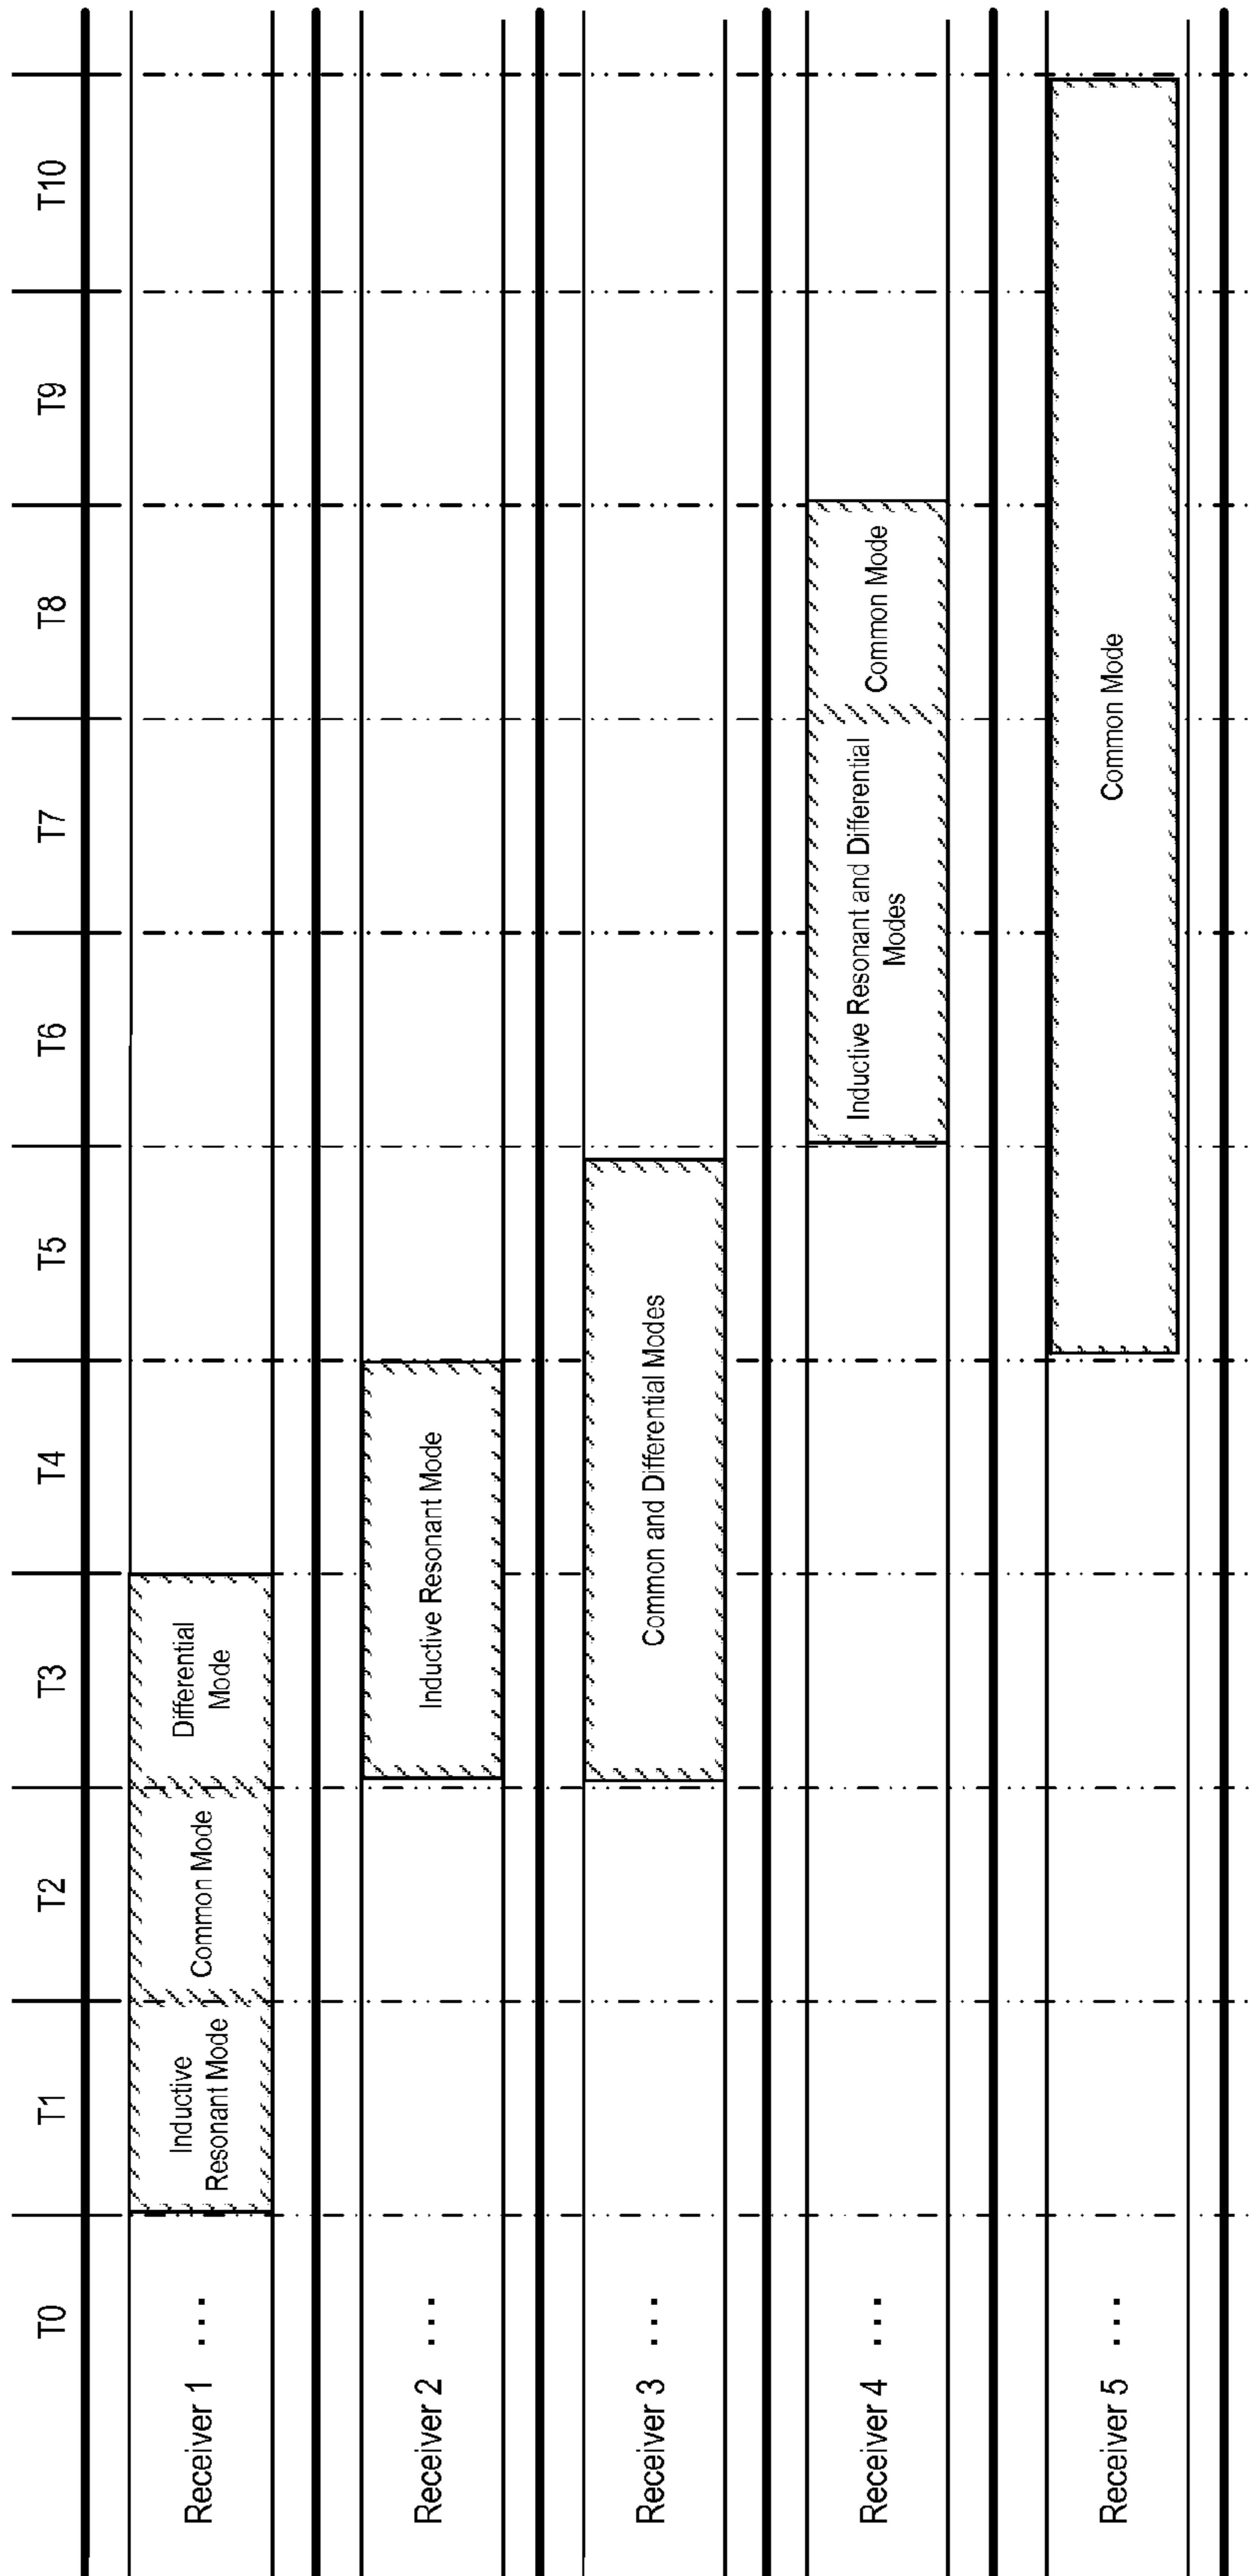 T0 T1 T2 T3 T4 T5 T6 T7 T8 T9 T10
Receiver 1 ...
Inductive
Resonant Mode
Common Mode
Differential
Mode
Receiver 2 ...
Inductive Resonant Mode
Receiver 3 ...
Common and Differential Modes
Receiver 4 ...
Inductive Resonant and Differential
Modes
Common Mode
Receiver 5 ...
Common Mode